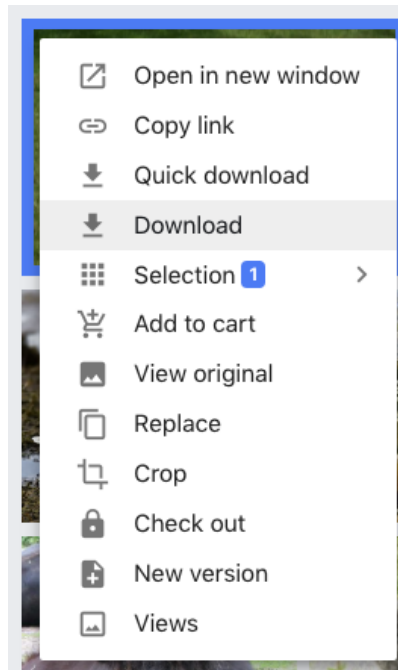 Open in new window
Copy link
Quick download
Download
Selection 1
Add to cart
View original
Replace
Crop
Check out
New version
Views